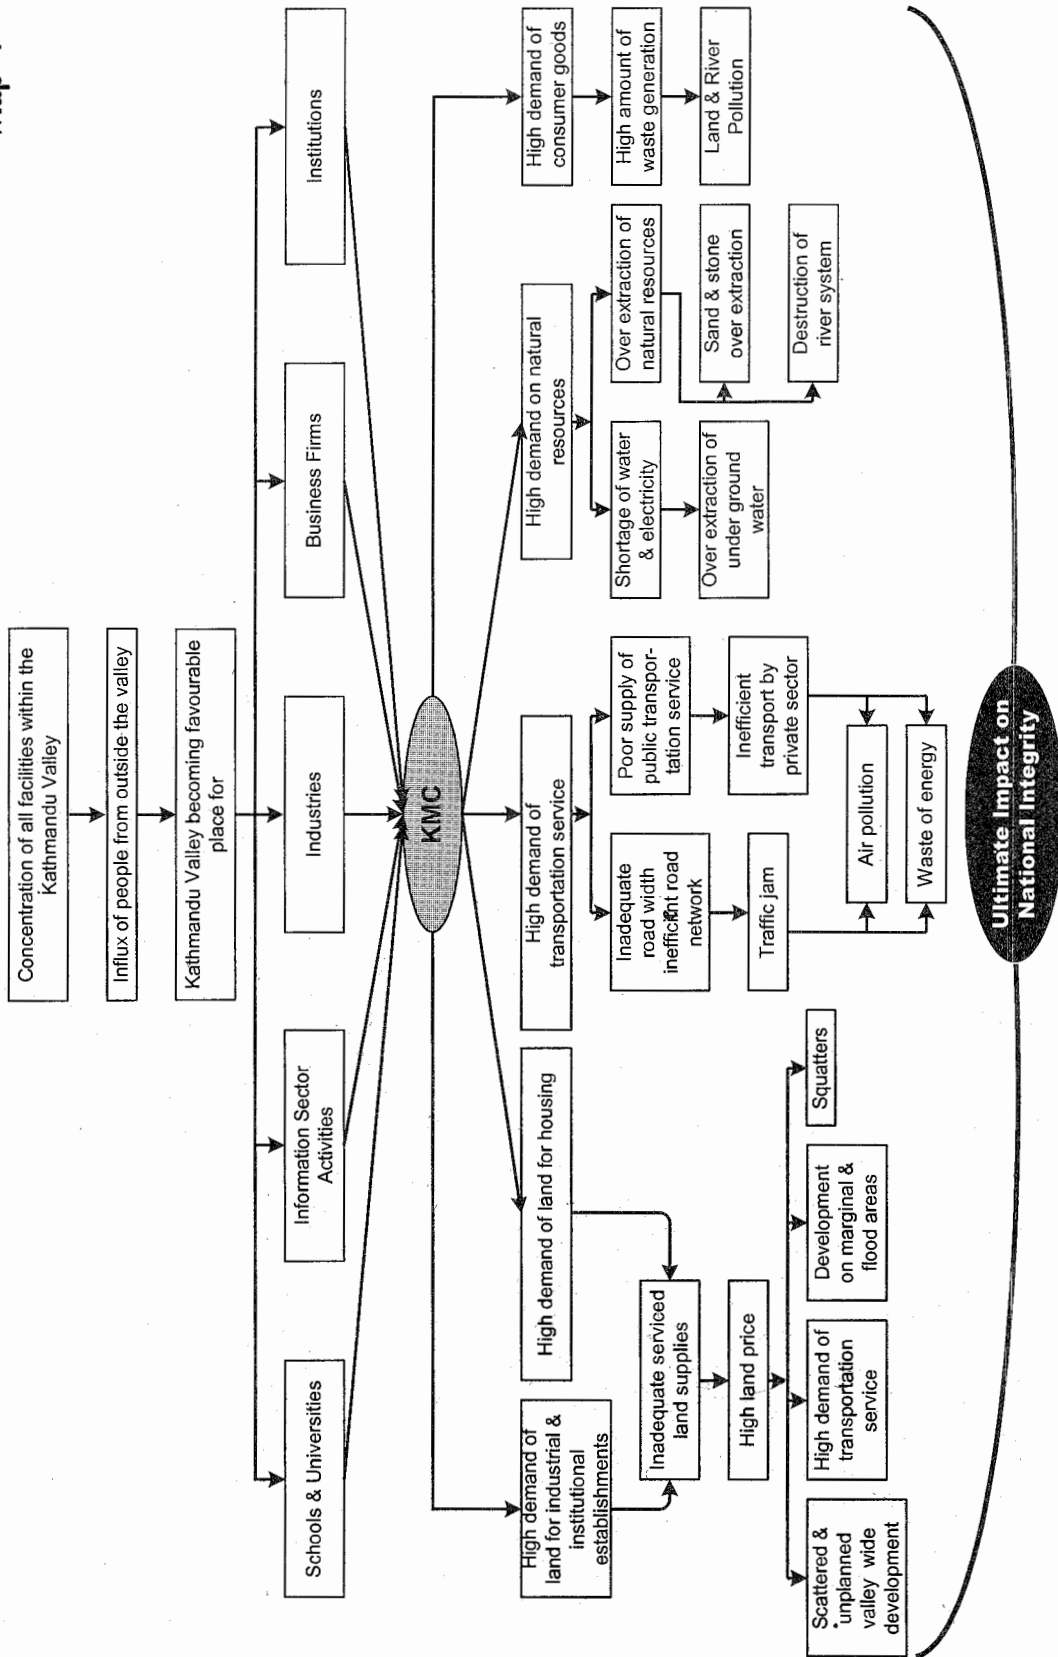 Concentration of all facilities within the
Kathmandu Valley
Influx of people from outside the valley
Kathmandu Valley becoming favourable
place for
Schools & Universities
Information Sector
Activities
Industries
Business Firms
Institutions
KMC
High demand of
land for industrial &
institutional
establishments
High demand of land for housing
High demand of
transportation service
High demand on natural
resources
High demand of
consumer goods
Inadequate serviced
land supplies
High land price
Scattered &
unplanned
valley wide
development
High demand of
transportation
service
Development
on marginal &
flood areas
Squatters
Inadequate
road width
inefficint road
network
Traffic jam
Poor supply of
public transpor-
tation service
Inefficient
transport by
private sector
Air pollution
Waste of energy
Shortage of water
& electricity
Over extraction of
under ground
water
Over extraction of
natural resources
Sand & stone
over extraction
Destruction of
river system
High amount of
waste generation
Land & River
Pollution
Ultimate Impact on
National Integrity